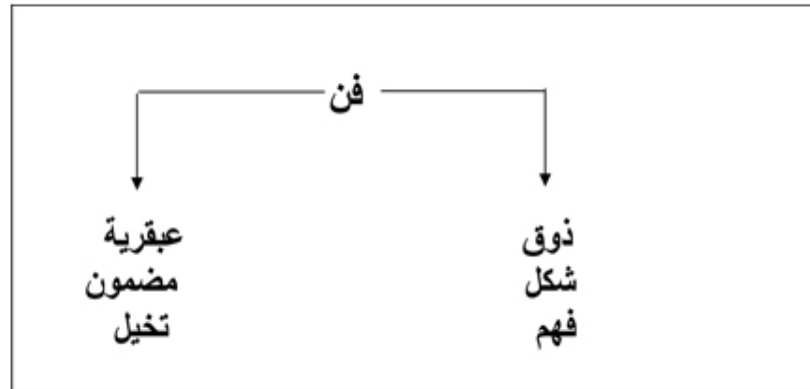 فن
ذوق
شكل
فهم
عبقرية
مضمون
تخيل